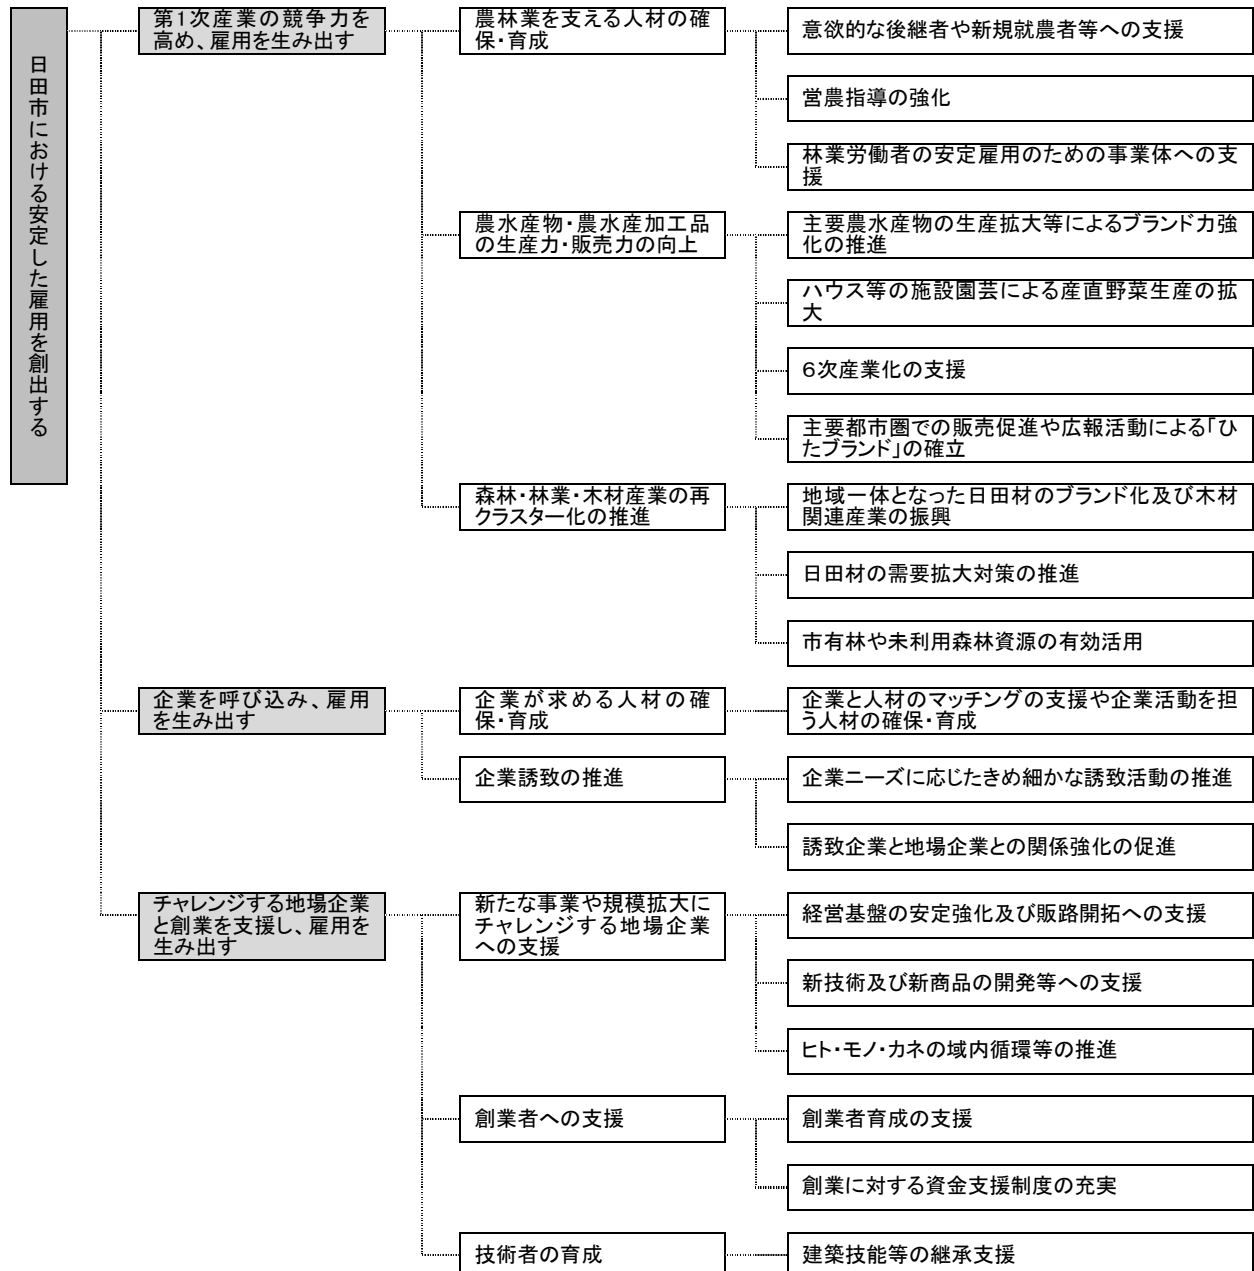 日田市における安定した雇用を創出する
第1次産業の競争力を
高め、雇用を生み出す
農林業を支える人材の確
保・育成
意欲的な後継者や新規就農者等への支援
営農指導の強化
林業労働者の安定雇用のための事業体への支
援
農水産物・農水産加工品
の生産力・販売力の向上
主要農水産物の生産拡大等によるブランド力強
化の推進
ハウス等の施設園芸による産直野菜生産の拡
大
6次産業化の支援
主要都市圏での販売促進や広報活動による「ひ
たブランド」の確立
森林・林業・木材産業の再
クラスター化の推進
地域一体となった日田材のブランド化及び木材
関連産業の振興
日田材の需要拡大対策の推進
市有林や未利用森林資源の有効活用
企業を呼び込み、雇用
を生み出す
企業が求める人材の確
保・育成
企業と人材のマッチングの支援や企業活動を担
う人材の確保・育成
企業誘致の推進
企業ニーズに応じたきめ細かな誘致活動の推進
誘致企業と地場企業との関係強化の促進
チャレンジする地場企業
と創業を支援し、雇用を
生み出す
新たな事業や規模拡大に
チャレンジする地場企業
への支援
経営基盤の安定強化及び販路開拓への支援
新技術及び新商品の開発等への支援
ヒト・モノ・カネの域内循環等の推進
創業者への支援
創業者育成の支援
創業に対する資金支援制度の充実
技術者の育成
建築技能等の継承支援